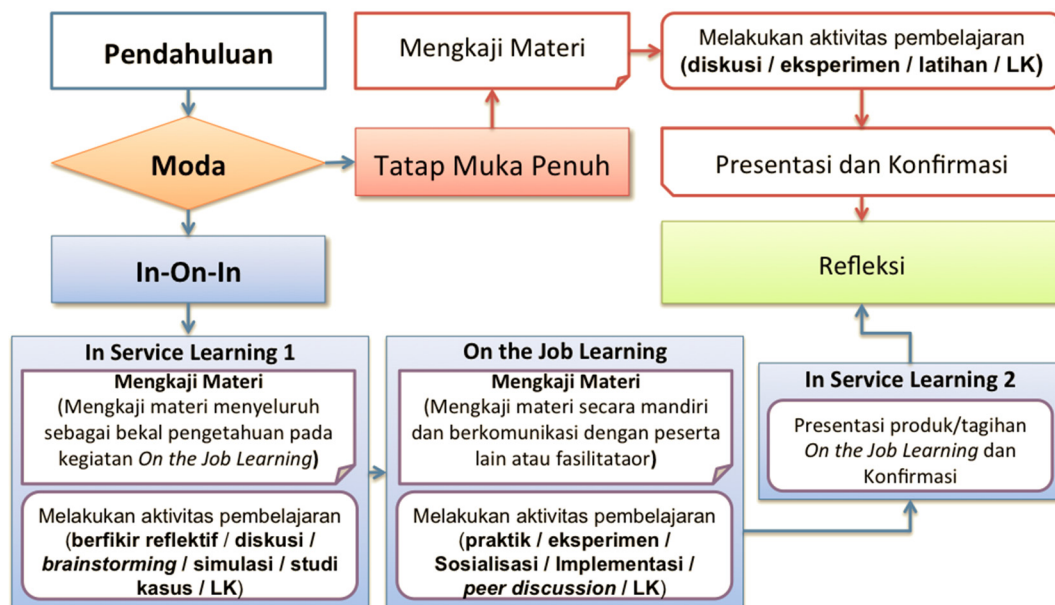 Pendahuluan
Moda
Tatap Muka Penuh
Mengkaji Materi
Melakukan aktivitas pembelajaran
(diskusi / eksperimen / latihan / LK)
Presentasi dan Konfirmasi
Refleksi
In-On-In
In Service Learning 1
Mengkaji Materi
(Mengkaji materi menyeluruh
sebagai bekal pengetahuan pada
kegiatan On the Job Learning)
Melakukan aktivitas pembelajaran
(berfikir reflektif / diskusi /
brainstorming / simulasi / studi
kasus / LK)
On the Job Learning
Mengkaji Materi
(Mengkaji materi secara mandiri
dan berkomunikasi dengan peserta
lain atau fasilitataor)
Melakukan aktivitas pembelajaran
(praktik / eksperimen /
Sosialisasi / Implementasi /
peer discussion / LK)
In Service Learning 2
Presentasi produk/tagihan
On the Job Learning dan
Konfirmasi